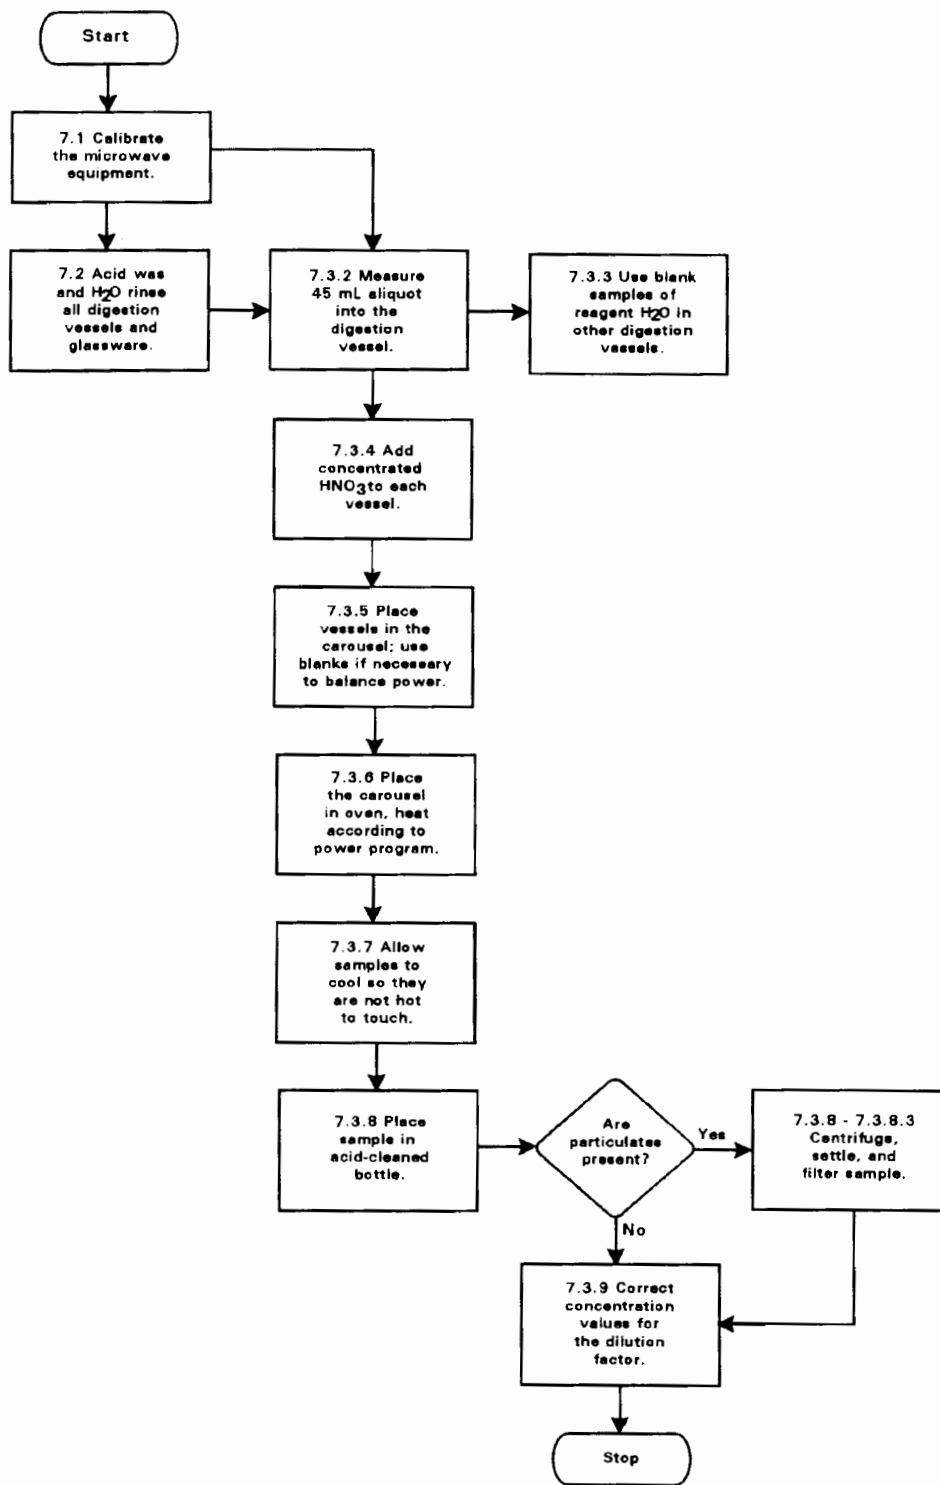 Start
7.1 Calibrate
the microwave
equipment.
7.2 Acid was
and H2O rinse
all digestion
vessels and
glassware.
7.3.2 Measure
45 mL aliquot
into the
digestion
vessel.
7.3.3 Use blank
samples of
reagent H2O in
other digestion
vessels.
7.3.4 Add
concentrated
HNO3 to each
vessel.
7.3.5 Place
vessels in the
carousel; use
blanks if necessary
to balance power.
7.3.6 Place
the carousel
in oven, heat
according to
power program.
7.3.7 Allow
samples to
cool so they
are not hot
to touch.
7.3.8 Place
sample in
acid-cleaned
bottle.
Are
particulates
present?
Yes
7.3.8 - 7.3.8.3
Centrifuge,
settle, and
filter sample.
No
7.3.9 Correct
concentration
values for
the dilution
factor.
Stop